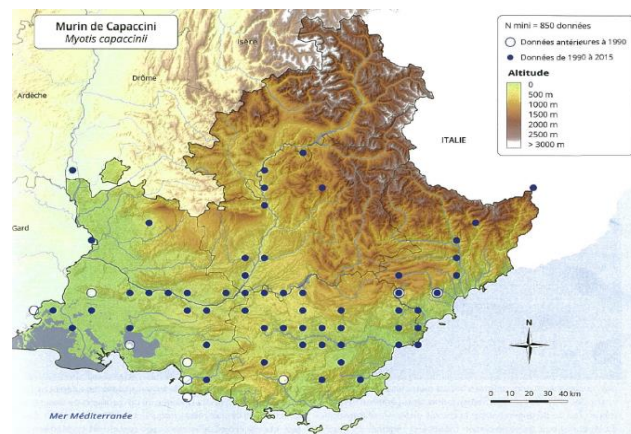 Murin de Capaccini
Myotis capaccinii
N mini = 850 données
Données antérieures à 1990
Données de 1990 à 2015
Altitude
0
500 m
1000 m
1500 m
2000 m
2500 m
> 3000 m
Isère
Drôme
Ardèche
ITALIE
Gard
N
0 10 20 30 40 km
Mer Méditerranée